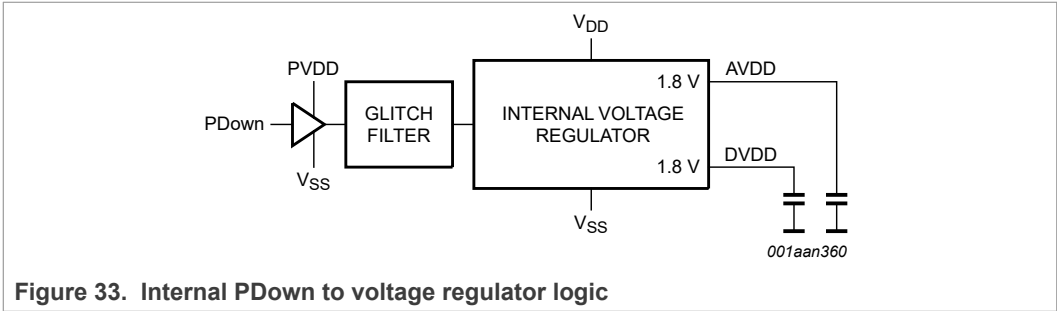 VDD
PVDD
1.8 V
AVDD
PDown
GLITCH
FILTER
INTERNAL VOLTAGE
REGULATOR
1.8 V
DVDD
VSS
VSS
001aan360
Figure 33. Internal PDown to voltage regulator logic